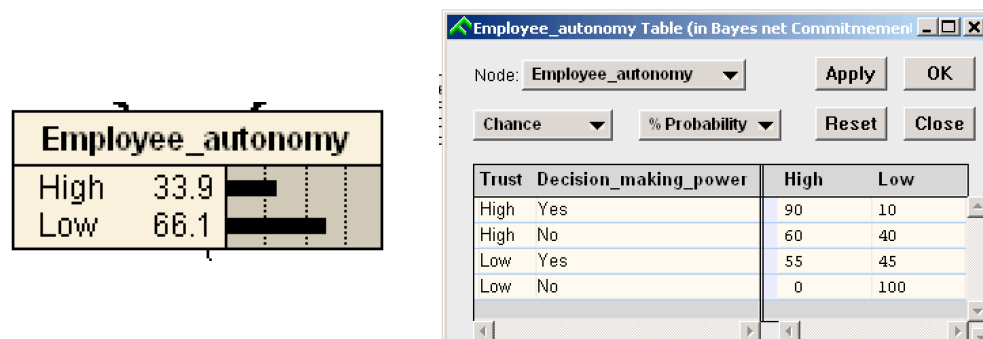 Employee_autonomy
High 33.9
Low 66.1
Employee_autonomy Table (in Bayes net Commitmement
Node: Employee_autonomy Apply OK
Chance % Probability Reset Close
Trust Decision_making_power High Low
High Yes 90 10
High No 60 40
Low Yes 55 45
Low No 0 100